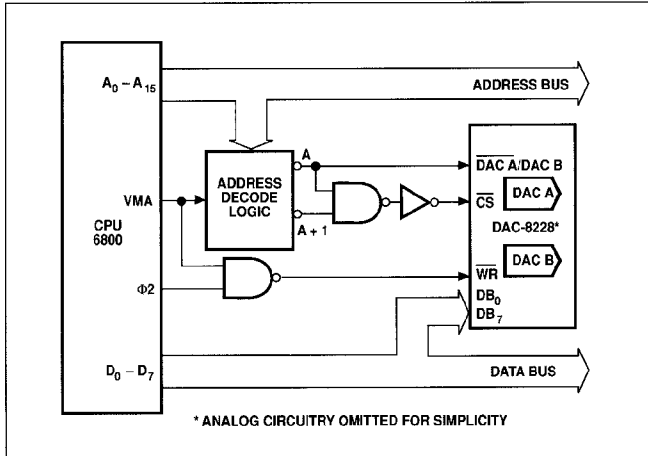 A₀ – A₁₅
ADDRESS BUS
A
DAC A/DAC B
ADDRESS
DECODE
LOGIC
VMA
CS
DAC A
CPU
6800
A + 1
DAC-8228*
WR
DAC B
Φ2
DB₀
DB₇
D₀ – D₇
DATA BUS
* ANALOG CIRCUITRY OMITTED FOR SIMPLICITY